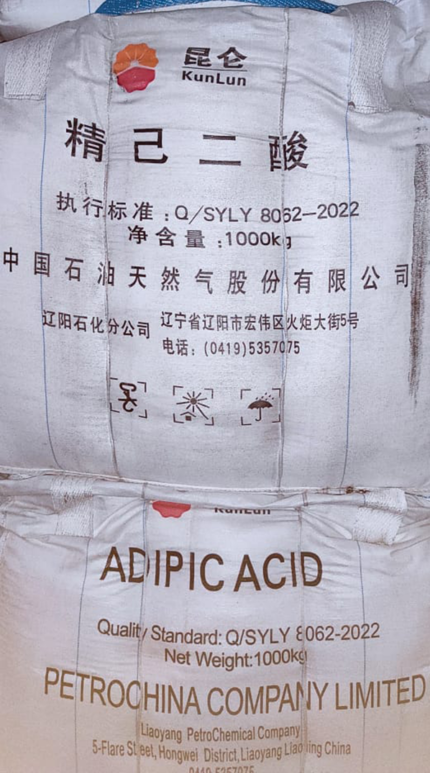 昆仑
KunLun
精己二酸
执行标准:Q/SYLY 8062-2022
净含量:1000kg
中国石油天然气股份有限公司
辽阳石化分公司
辽宁省辽阳市宏伟区火炬大街5号
电话:(0419)5357075
KunLun
ADIPIC ACID
Quality Standard: Q/SYLY 8062-2022
Net Weight:1000kg
PETROCHINA COMPANY LIMITED
Liaoyang PetroChemical Company
5-Flare Street, Hongwei District, Liaoyang Liaoning China
0419-5357075